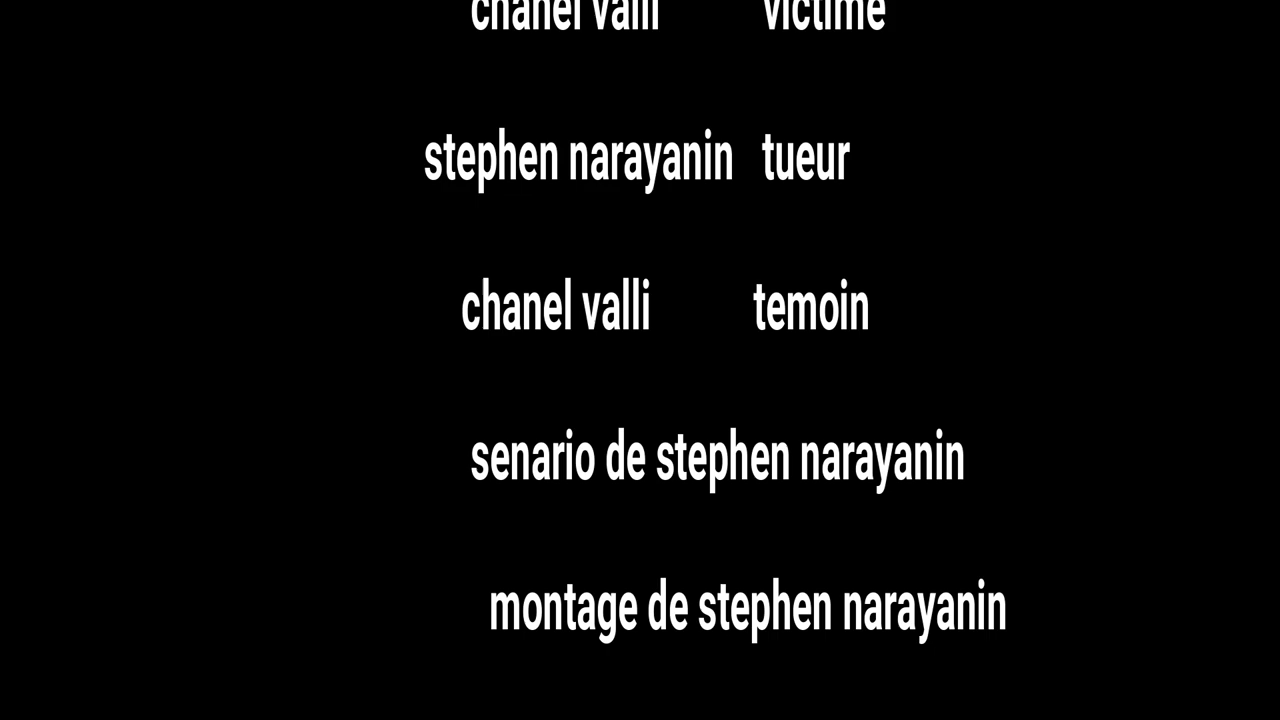 chanel valli victime
stephen narayanin tueur
chanel valli temoin
senario de stephen narayanin
montage de stephen narayanin